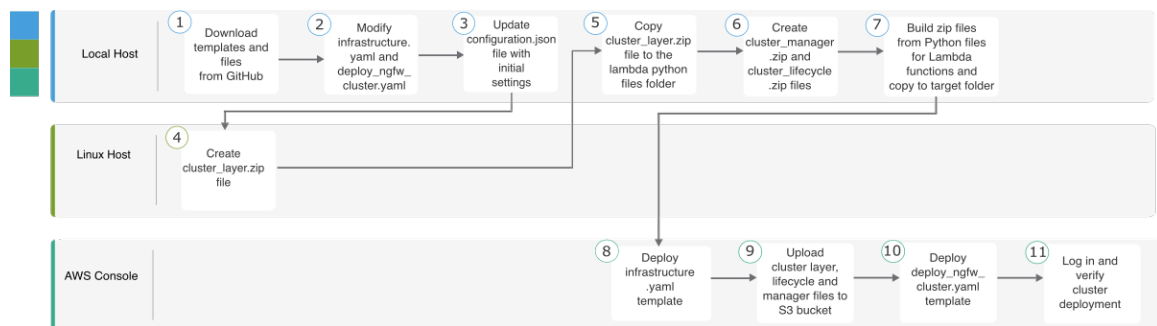 Local Host
1
Download
templates and
files
from GitHub
2
Modify
infrastructure.
yaml and
deploy_ngfw_
cluster.yaml
3
Update
configuration.json
file with
initial
settings
5
Copy
cluster_layer.zip
file to the
lambda python
files folder
6
Create
cluster_manager
.zip and
cluster_lifecycle
.zip files
7
Build zip files
from Python files
for Lambda
functions and
copy to target folder
Linux Host
4
Create
cluster_layer.zip
file
AWS Console
8
Deploy
infrastructure
.yaml
template
9
Upload
cluster layer,
lifecycle and
manager files to
S3 bucket
10
Deploy
deploy_ngfw_
cluster.yaml
template
11
Log in and
verify
cluster
deployment